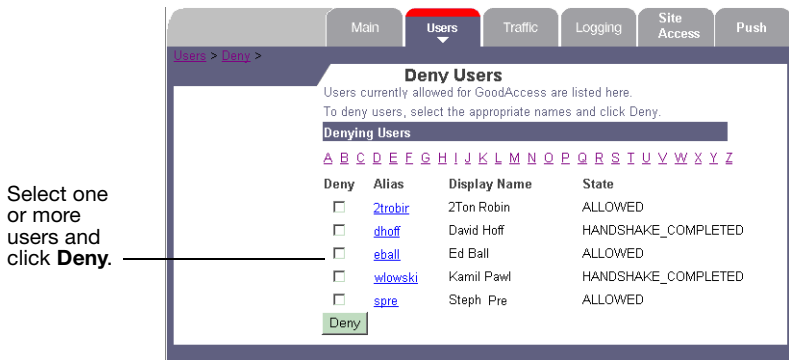 Main Users Traffic Logging Site Access Push
Users > Deny >
Deny Users
Users currently allowed for GoodAccess are listed here.
To deny users, select the appropriate names and click Deny.
Denying Users
A B C D E F G H I J K L M N O P Q R S T U V W X Y Z
Deny Alias Display Name State
2trobir 2Ton Robin ALLOWED
dhoff David Hoff HANDSHAKE_COMPLETED
eball Ed Ball ALLOWED
wlowski Kamil Pawl HANDSHAKE_COMPLETED
spre Steph Pre ALLOWED
Deny
Select one
or more
users and
click Deny.